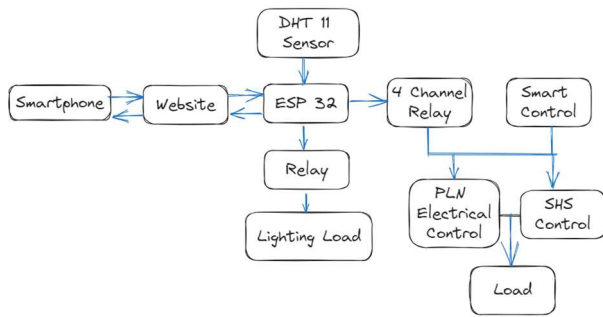 DHT 11
Sensor
Smartphone
Website
ESP 32
4 Channel
Relay
Smart
Control
Relay
PLN
Electrical
Control
SHS
Control
Lighting Load
Load